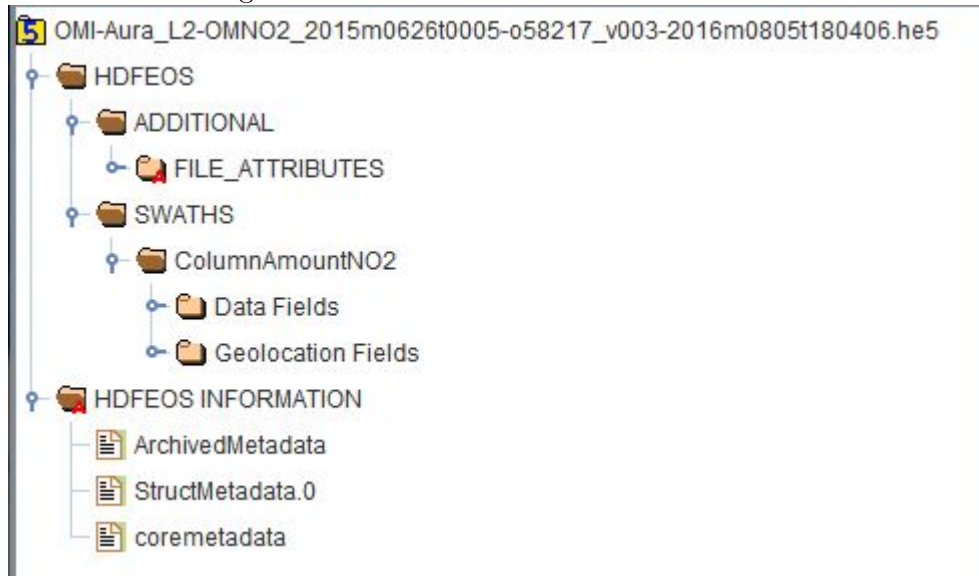 OMI-Aura_L2-OMNO2_2015m0626t0005-o58217_v003-2016m0805t180406.he5
HDFEOS
ADDITIONAL
FILE_ATTRIBUTES
SWATHS
ColumnAmountNO2
Data Fields
Geolocation Fields
HDFEOS INFORMATION
ArchivedMetadata
StructMetadata.0
coremetadata